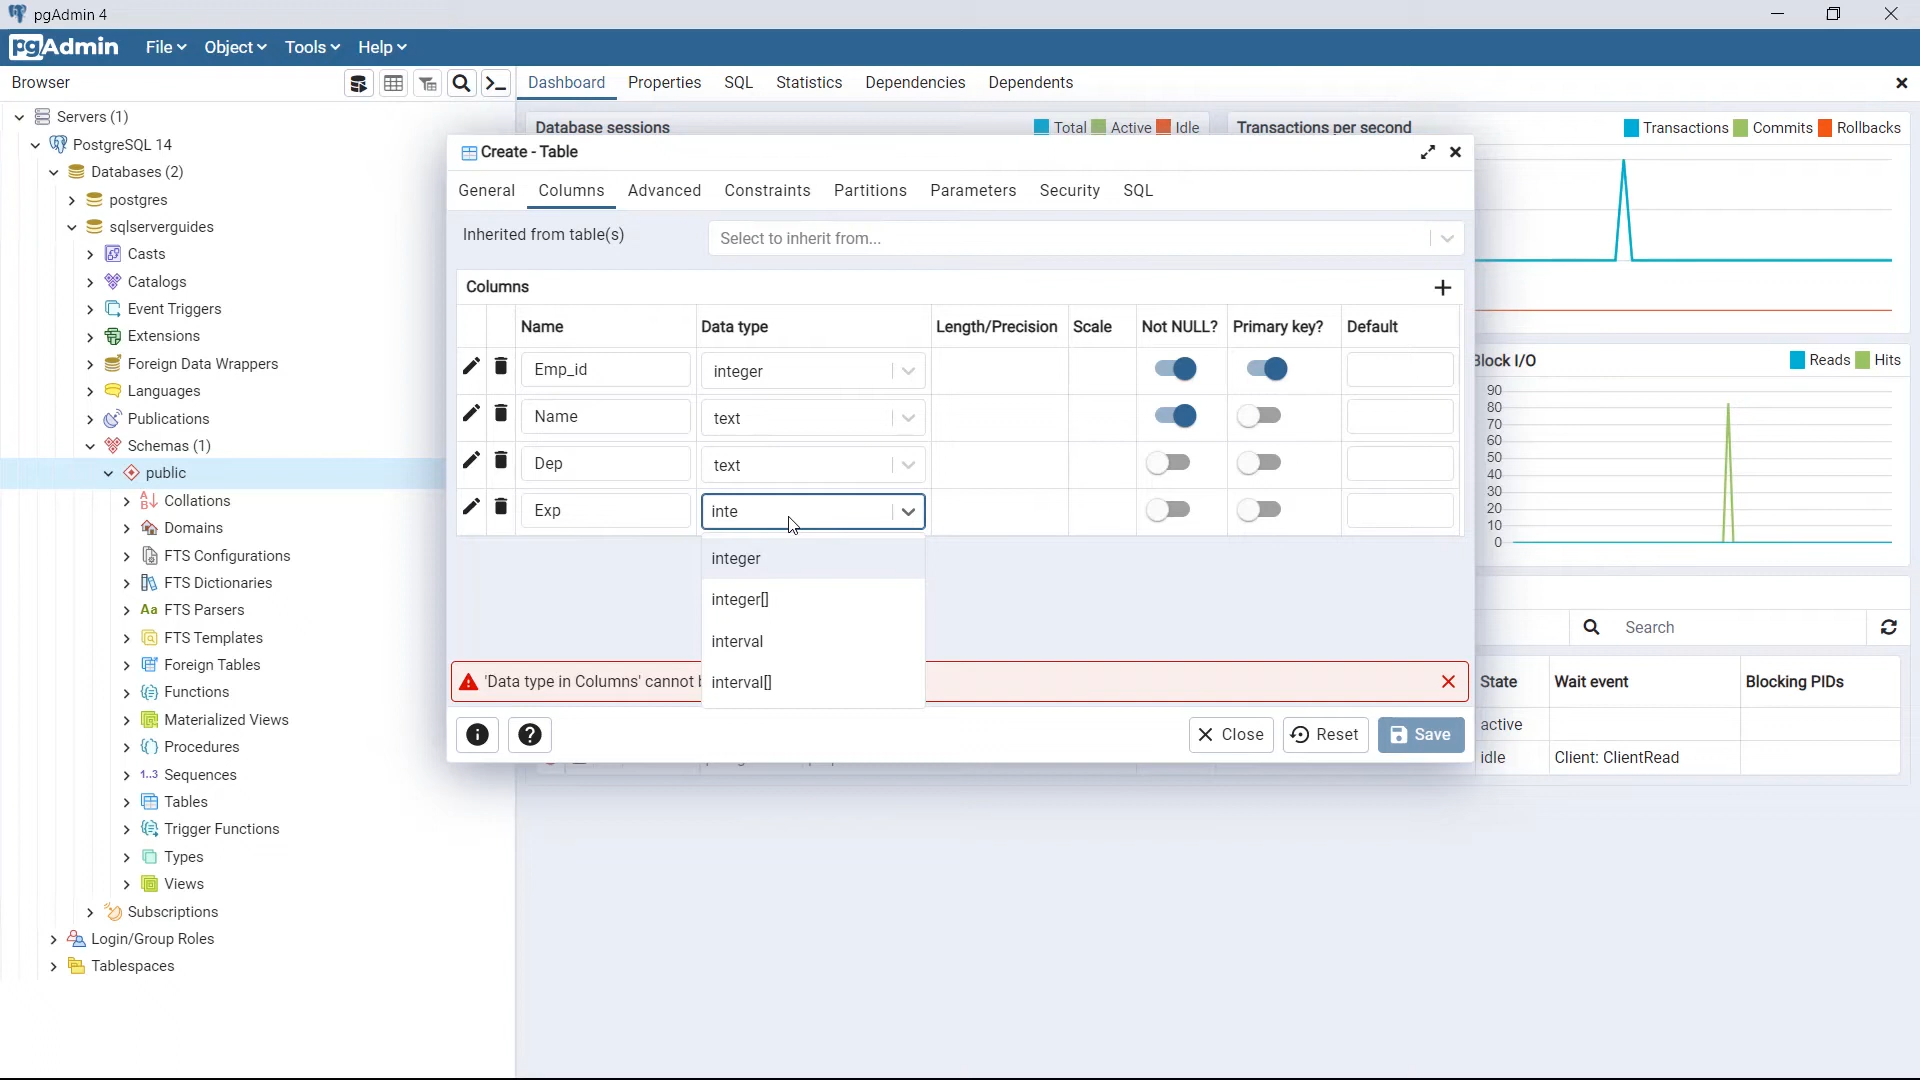 pgAdmin 4
pgAdmin File Object Tools Help
Browser
Dashboard Properties SQL Statistics Dependencies Dependents
Servers (1)
PostgreSQL 14
Databases (2)
postgres
sqlserverguides
Casts
Catalogs
Event Triggers
Extensions
Foreign Data Wrappers
Languages
Publications
Schemas (1)
public
Collations
Domains
FTS Configurations
FTS Dictionaries
Aa FTS Parsers
FTS Templates
Foreign Tables
Functions
Materialized Views
Procedures
1..3 Sequences
Tables
Trigger Functions
Types
Views
Subscriptions
Login/Group Roles
Tablespaces
Database sessions Total Active Idle
Transactions per second Transactions Commits Rollbacks
Create - Table
General Columns Advanced Constraints Partitions Parameters Security SQL
Inherited from table(s) Select to inherit from...
Columns
Name Data type Length/Precision Scale Not NULL? Primary key? Default
Emp_id integer
Name text
Dep text
Exp inte
integer
integer[]
interval
interval[]
'Data type in Columns' cannot
Close Reset Save
Block I/O Reads Hits
90
80
70
60
50
40
30
20
10
0
Search
State Wait event Blocking PIDs
active
idle Client: ClientRead